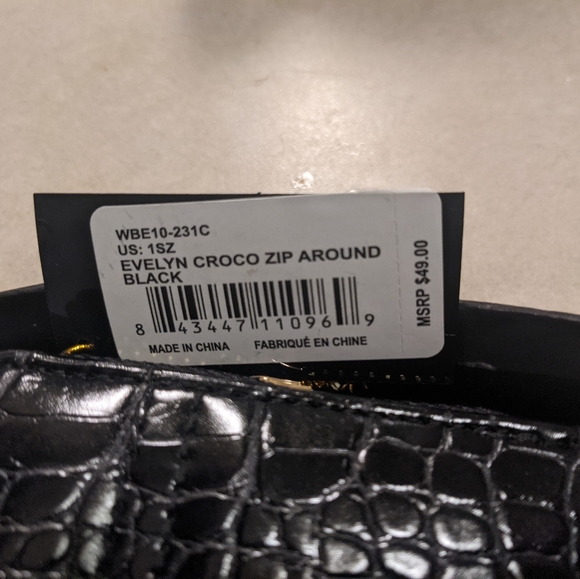 WBE10-231C
US: 1SZ
EVELYN CROCO ZIP AROUND
BLACK
8 43447 11096 9
MADE IN CHINA FABRIQUÉ EN CHINE
MSRP $49.00